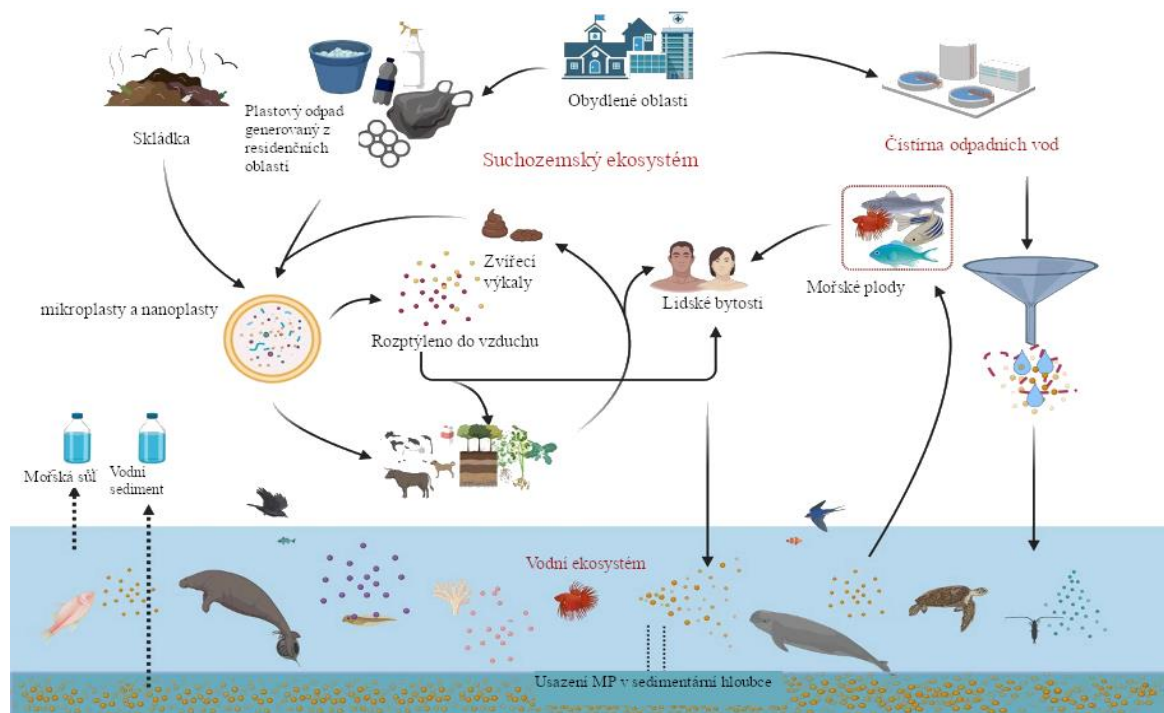 Obydlené oblasti
Skládka
Plastový odpad
generovaný z
residenčních
oblastí
Suchozemský ekosystém
Čistírna odpadních vod
Zvířecí
výkaly
mikroplasty a nanoplasty
Rozptýleno do vzduchu
Lidské bytosti
Mořské plody
Mořská sůl
Vodní
sediment
Vodní ekosystém
Usazení MP v sedimentární hloubce